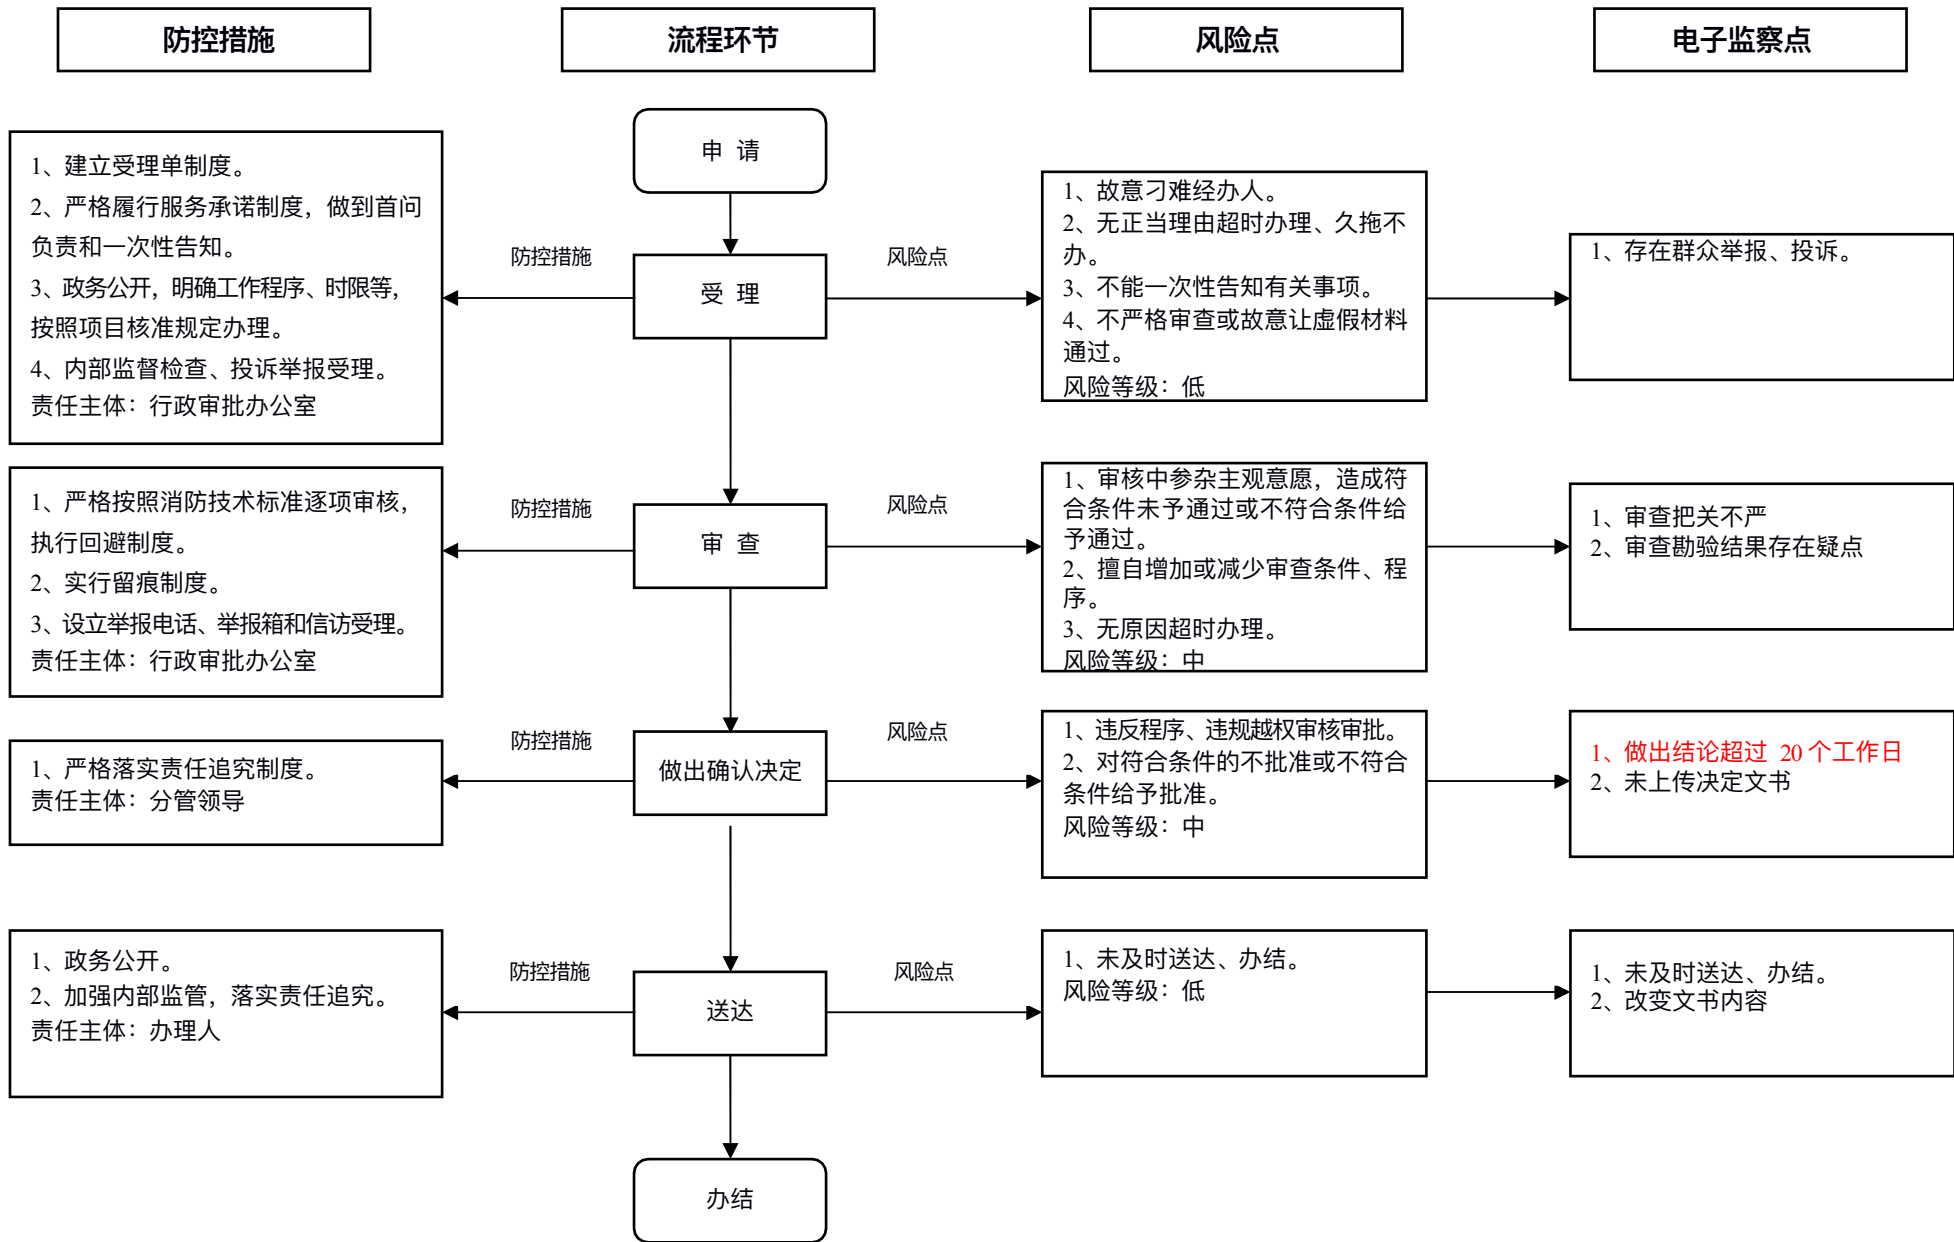 防控措施
流程环节
风险点
电子监察点
申 请
1、建立受理单制度。
2、严格履行服务承诺制度，做到首问
负责和一次性告知。
3、政务公开，明确工作程序、时限等，
按照项目核准规定办理。
4、内部监督检查、投诉举报受理。
责任主体：行政审批办公室
防控措施
受 理
风险点
1、故意刁难经办人。
2、无正当理由超时办理、久拖不
办。
3、不能一次性告知有关事项。
4、不严格审查或故意让虚假材料
通过。
风险等级：低
1、存在群众举报、投诉。
1、严格按照消防技术标准逐项审核，
执行回避制度。
2、实行留痕制度。
3、设立举报电话、举报箱和信访受理。
责任主体：行政审批办公室
防控措施
审 查
风险点
1、审核中参杂主观意愿，造成符
合条件未予通过或不符合条件给
予通过。
2、擅自增加或减少审查条件、程
序。
3、无原因超时办理。
风险等级：中
1、审查把关不严
2、审查勘验结果存在疑点
1、严格落实责任追究制度。
责任主体：分管领导
防控措施
做出确认决定
风险点
1、违反程序、违规越权审核审批。
2、对符合条件的不批准或不符合
条件给予批准。
风险等级：中
1、做出结论超过 20 个工作日
2、未上传决定文书
1、政务公开。
2、加强内部监管，落实责任追究。
责任主体：办理人
防控措施
送达
风险点
1、未及时送达、办结。
风险等级：低
1、未及时送达、办结。
2、改变文书内容
办结